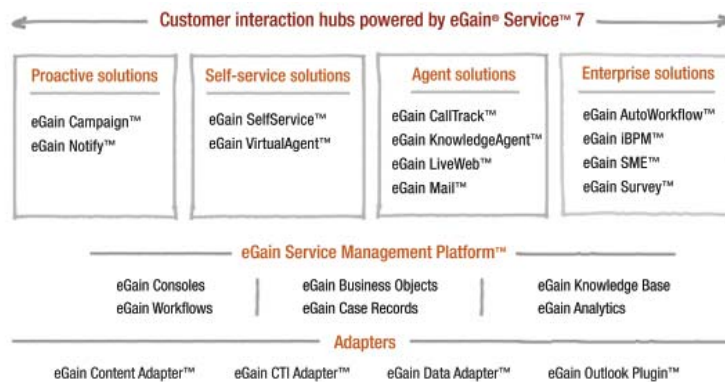 Customer interaction hubs powered by eGain® Service™ 7
Proactive solutions
eGain Campaign™
eGain Notify™
Self-service solutions
eGain SelfService™
eGain VirtualAgent™
Agent solutions
eGain CallTrack™
eGain KnowledgeAgent™
eGain LiveWeb™
eGain Mail™
Enterprise solutions
eGain AutoWorkflow™
eGain iBPM™
eGain SME™
eGain Survey™
eGain Service Management Platform™
eGain Consoles
eGain Workflows
eGain Business Objects
eGain Case Records
eGain Knowledge Base
eGain Analytics
Adapters
eGain Content Adapter™ eGain CTI Adapter™ eGain Data Adapter™ eGain Outlook Plugin™